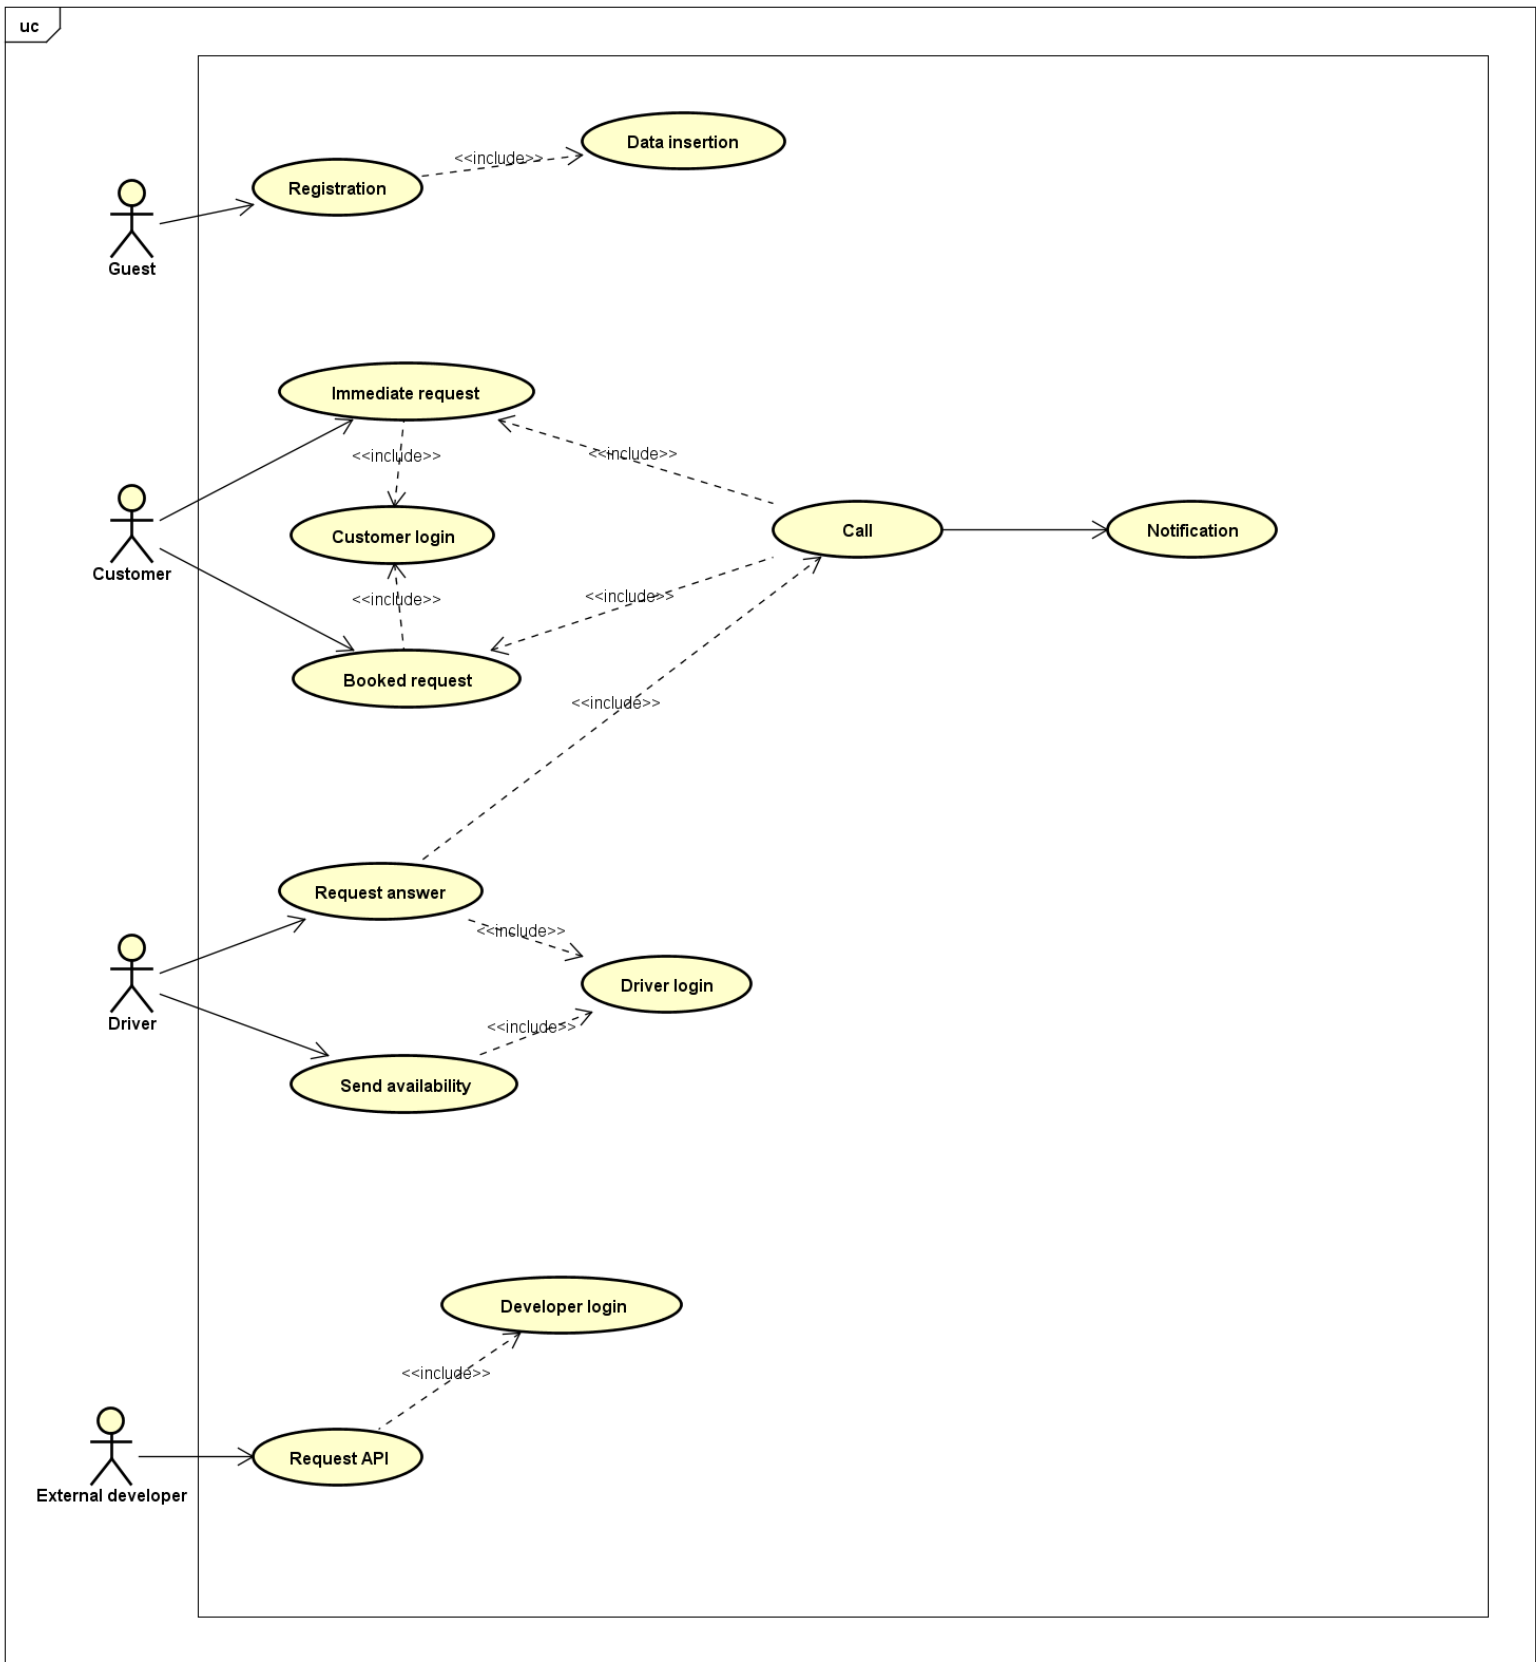 uc
Data insertion
<<include>>
Registration
Guest
Immediate request
<<include>>
<<include>>
Customer login
Call
Notification
Customer
<<include>>
<<include>>
Booked request
<<include>>
Request answer
<<include>>
Driver login
Driver
<<include>>
Send availability
Developer login
<<include>>
Request API
External developer